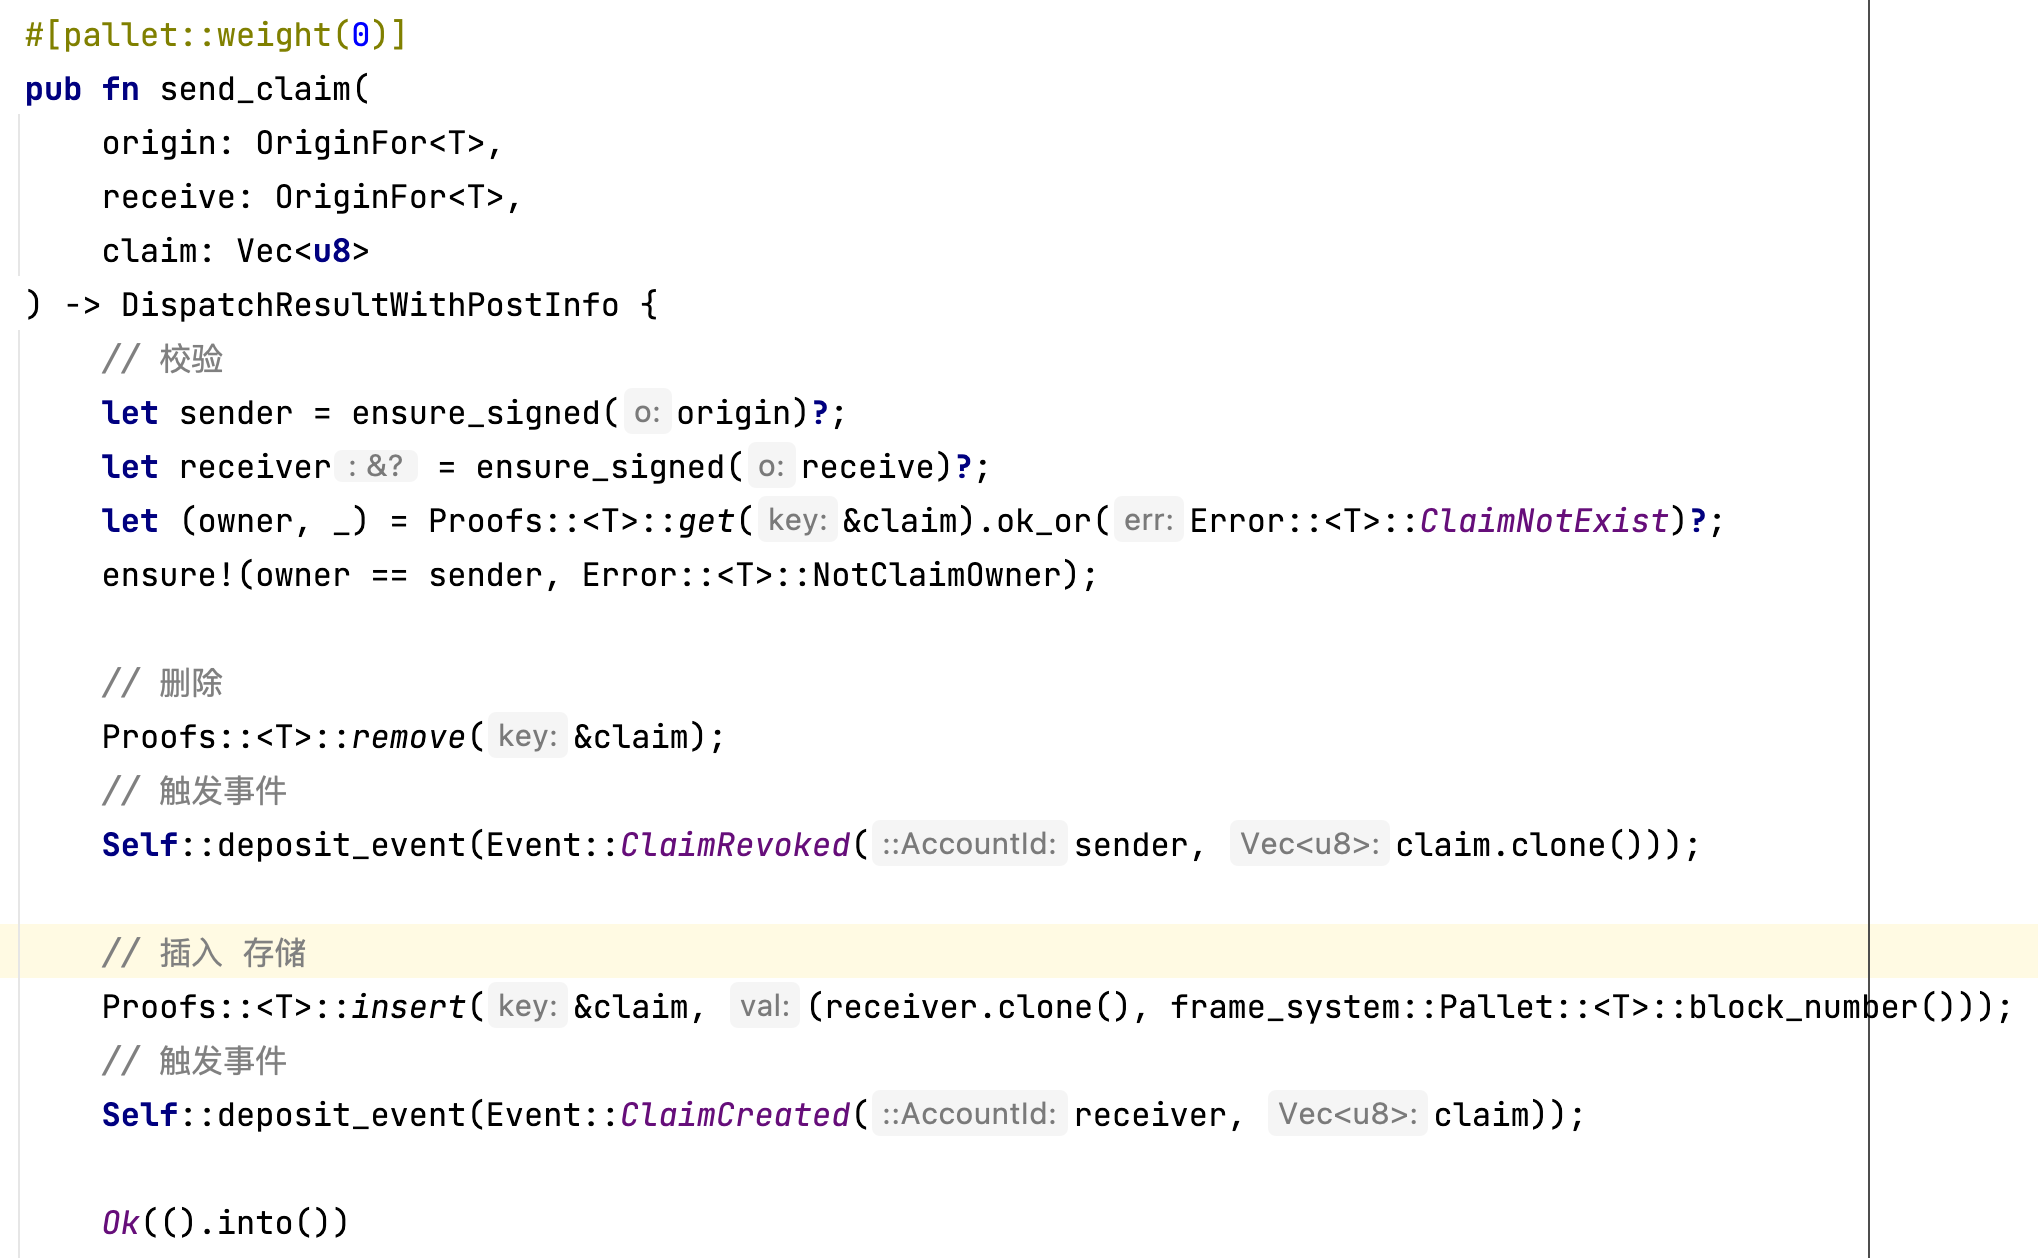 #[pallet::weight(0)]
pub fn send_claim(
    origin: OriginFor<T>,
    receive: OriginFor<T>,
    claim: Vec<u8>
) -> DispatchResultWithPostInfo {
    // 校验
    let sender = ensure_signed( o: origin)?;
    let receiver : &? = ensure_signed( o: receive)?;
    let (owner, _) = Proofs::<T>::get( key: &claim).ok_or( err: Error::<T>::ClaimNotExist)?;
    ensure!(owner == sender, Error::<T>::NotClaimOwner);
    // 删除
    Proofs::<T>::remove( key: &claim);
    // 触发事件
    Self::deposit_event(Event::ClaimRevoked( ::AccountId: sender, Vec<u8>: claim.clone()));
    // 插入 存储
    Proofs::<T>::insert( key: &claim, val: (receiver.clone(), frame_system::Pallet::<T>::block_number()));
    // 触发事件
    Self::deposit_event(Event::ClaimCreated( ::AccountId: receiver, Vec<u8>: claim));
    Ok(().into())